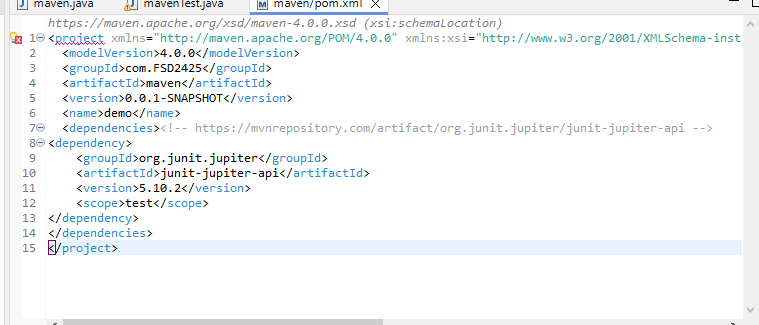 maven.java mavenTest.java maven/pom.xml
https://maven.apache.org/xsd/maven-4.0.0.xsd (xsi:schemaLocation)
1 <project xmlns="http://maven.apache.org/POM/4.0.0" xmlns:xsi="http://www.w3.org/2001/XMLSchema-inst
2 <modelVersion>4.0.0</modelVersion>
3 <groupId>com.FSD2425</groupId>
4 <artifactId>maven</artifactId>
5 <version>0.0.1-SNAPSHOT</version>
6 <name>demo</name>
7 <dependencies><!-- https://mvnrepository.com/artifact/org.junit.jupiter/junit-jupiter-api -->
8 <dependency>
9 <groupId>org.junit.jupiter</groupId>
10 <artifactId>junit-jupiter-api</artifactId>
11 <version>5.10.2</version>
12 <scope>test</scope>
13 </dependency>
14 </dependencies>
15 </project>